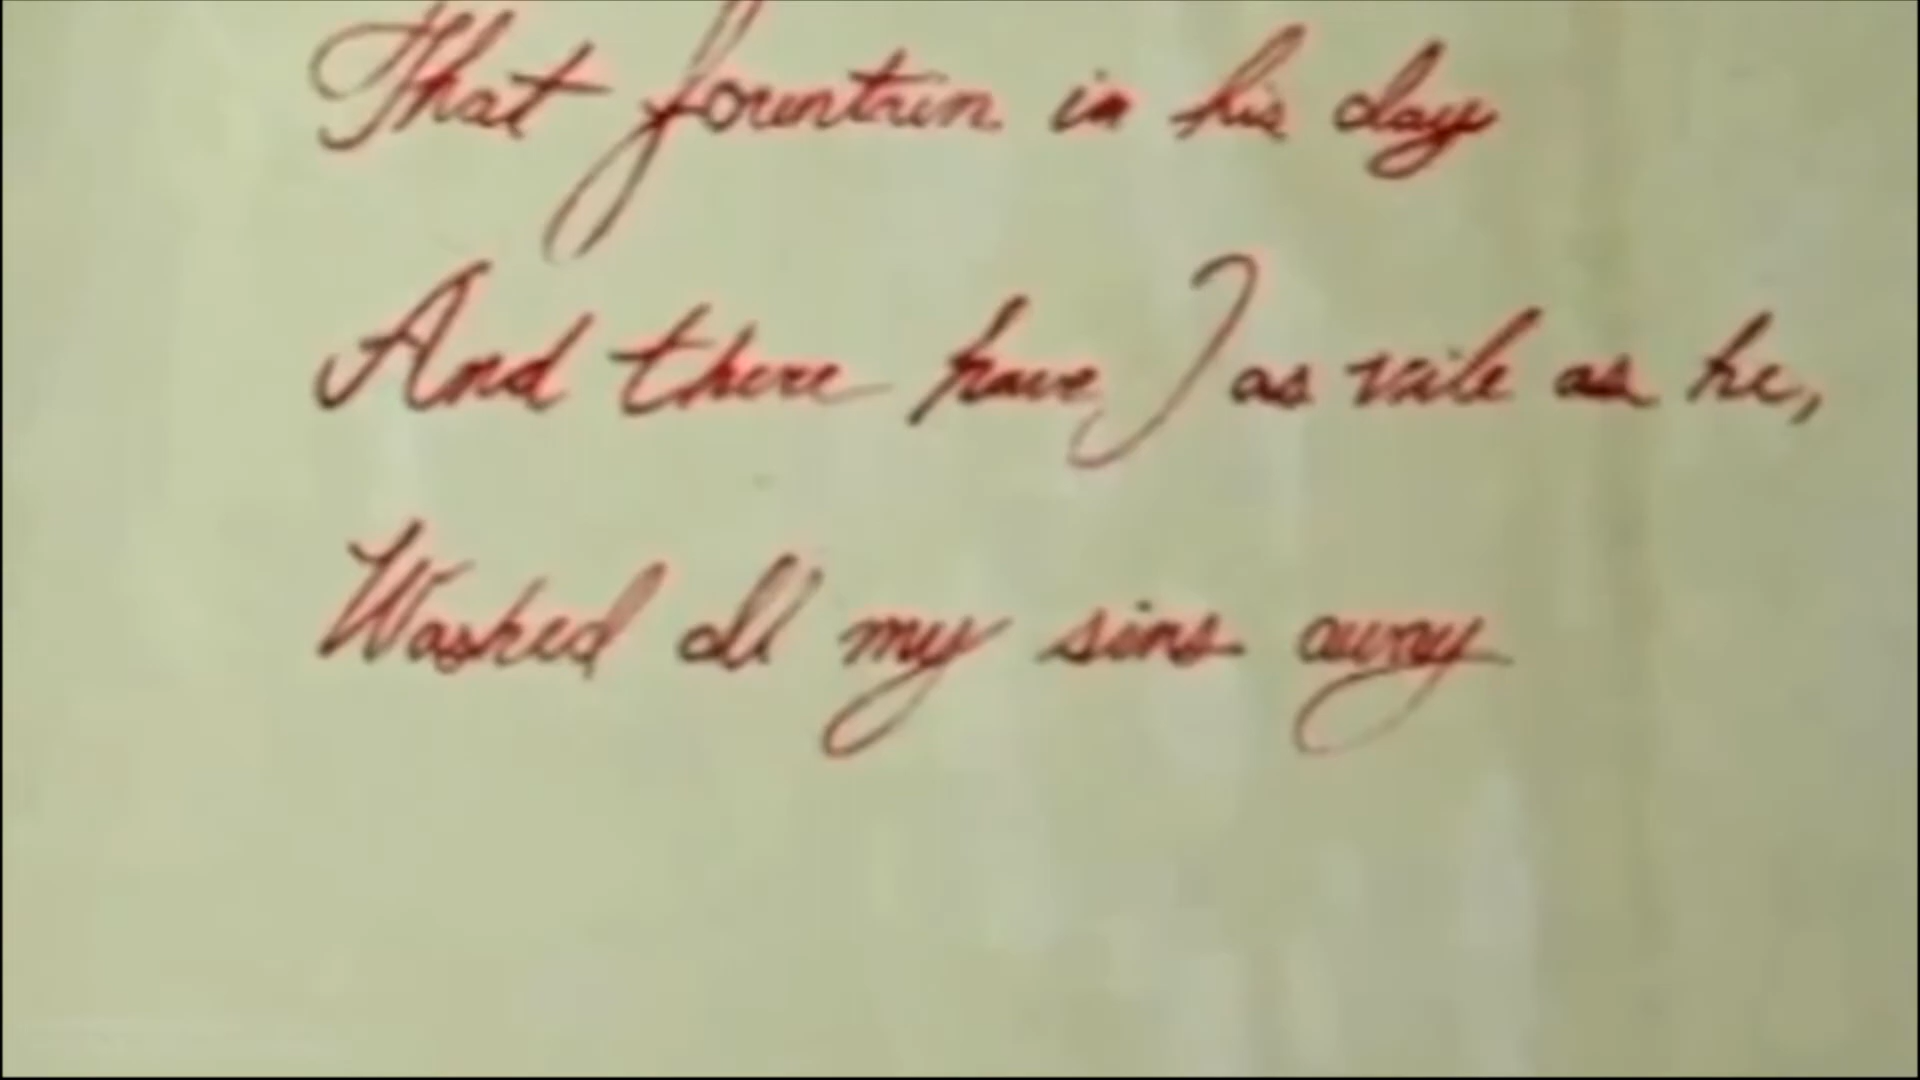 That fountain in his day
And there have I as vile as he,
Washed all my sins away